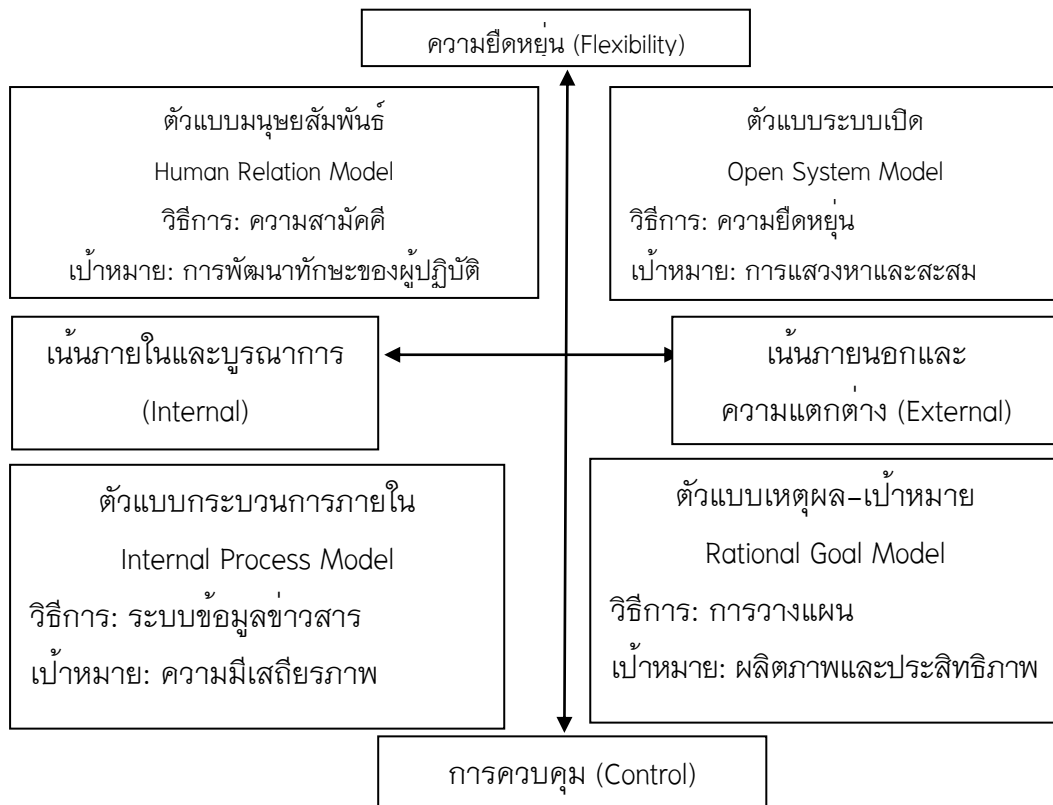 ความยืดหยุ่น (Flexibility)
ตัวแบบมนุษยสัมพันธ์
Human Relation Model
วิธีการ: ความสามัคคี
เป้าหมาย: การพัฒนาทักษะของผู้ปฏิบัติ
ตัวแบบระบบเปิด
Open System Model
วิธีการ: ความยืดหยุ่น
เป้าหมาย: การแสวงหาและสะสม
เน้นภายในและบูรณาการ
(Internal)
เน้นภายนอกและ
ความแตกต่าง (External)
ตัวแบบกระบวนการภายใน
Internal Process Model
วิธีการ: ระบบข้อมูลข่าวสาร
เป้าหมาย: ความมีเสถียรภาพ
ตัวแบบเหตุผล-เป้าหมาย
Rational Goal Model
วิธีการ: การวางแผน
เป้าหมาย: ผลิตภาพและประสิทธิภาพ
การควบคุม (Control)